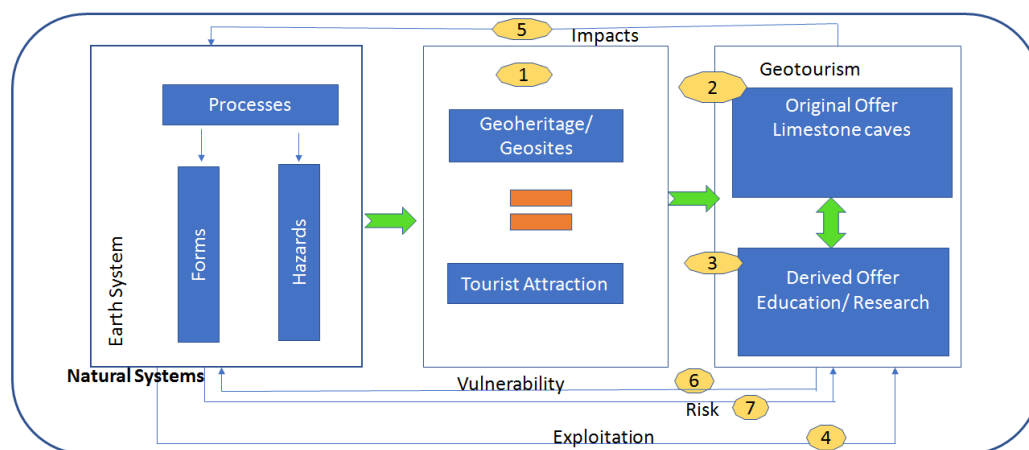 5
Impacts
Earth System
Processes
Forms
Hazards
Natural Systems
1
Geoheritage/
Geosites
Tourist Attraction
Geotourism
2
Original Offer
Limestone caves
3
Derived Offer
Education/ Research
Vulnerability
6
Risk
7
Exploitation
4